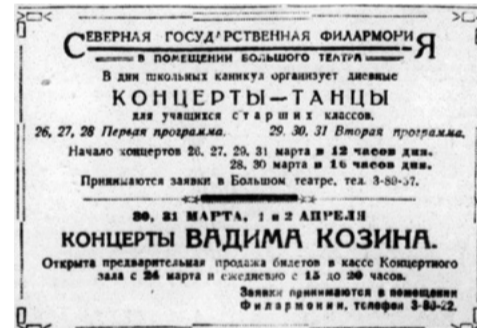 СЕВЕРНАЯ ГОСУД'РСТВЕННАЯ ФИЛАРМОНИЯ
В ПОМЕЩЕНИИ БОЛЬШОГО ТЕАТРА
В дни школьных каникул организует дневные
КОНЦЕРТЫ—ТАНЦЫ
для учащихся старших классов.
26, 27, 28 Первая программа. 29, 30, 31 Вторая программа.
Начало концертов 26, 27, 29, 31 марта в 12 часов дня.
28, 30 марта в 16 часов дня.
Принимаются заявки в Большом театре, тел. 3-80-57.
30, 31 МАРТА, 1 и 2 АПРЕЛЯ
КОНЦЕРТЫ ВАДИМА КОЗИНА.
Открыта предварительная продажа билетов в кассе Концертного
зала с 24 марта и ежедневно с 15 до 20 часов.
Заявки принимаются в помещении
Филармонии, телефон 3-80-22.